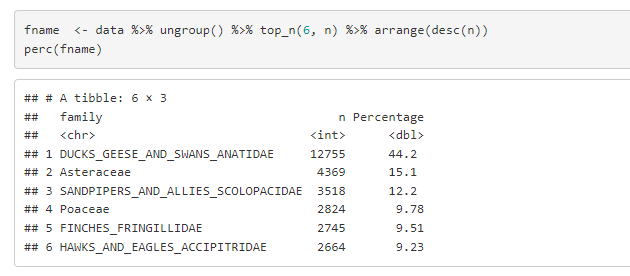 fname  <- data %>% ungroup() %>% top_n(6, n) %>% arrange(desc(n))
perc(fname)
## # A tibble: 6 × 3
##   family                               n Percentage
##   <chr>                            <int>      <dbl>
## 1 DUCKS_GEESE_AND_SWANS_ANATIDAE   12755      44.2
## 2 Asteraceae                        4369      15.1
## 3 SANDPIPERS_AND_ALLIES_SCOLOPACIDAE  3518      12.2
## 4 Poaceae                           2824       9.78
## 5 FINCHES_FRINGILLIDAE              2745       9.51
## 6 HAWKS_AND_EAGLES_ACCIPITRIDAE     2664       9.23